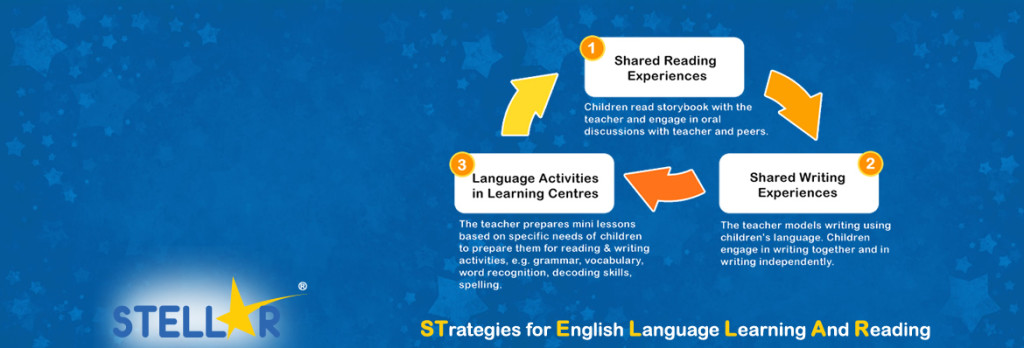 1
Shared Reading
Experiences
Children read storybook with the
teacher and engage in oral
discussions with teacher and peers.
2
Shared Writing
Experiences
The teacher models writing using
children's language. Children
engage in writing together and in
writing independently.
3
Language Activities
in Learning Centres
The teacher prepares mini lessons
based on specific needs of children
to prepare them for reading & writing
activities, e.g. grammar, vocabulary,
word recognition, decoding skills,
spelling.
STELLAR®
STrategies for English Language Learning And Reading